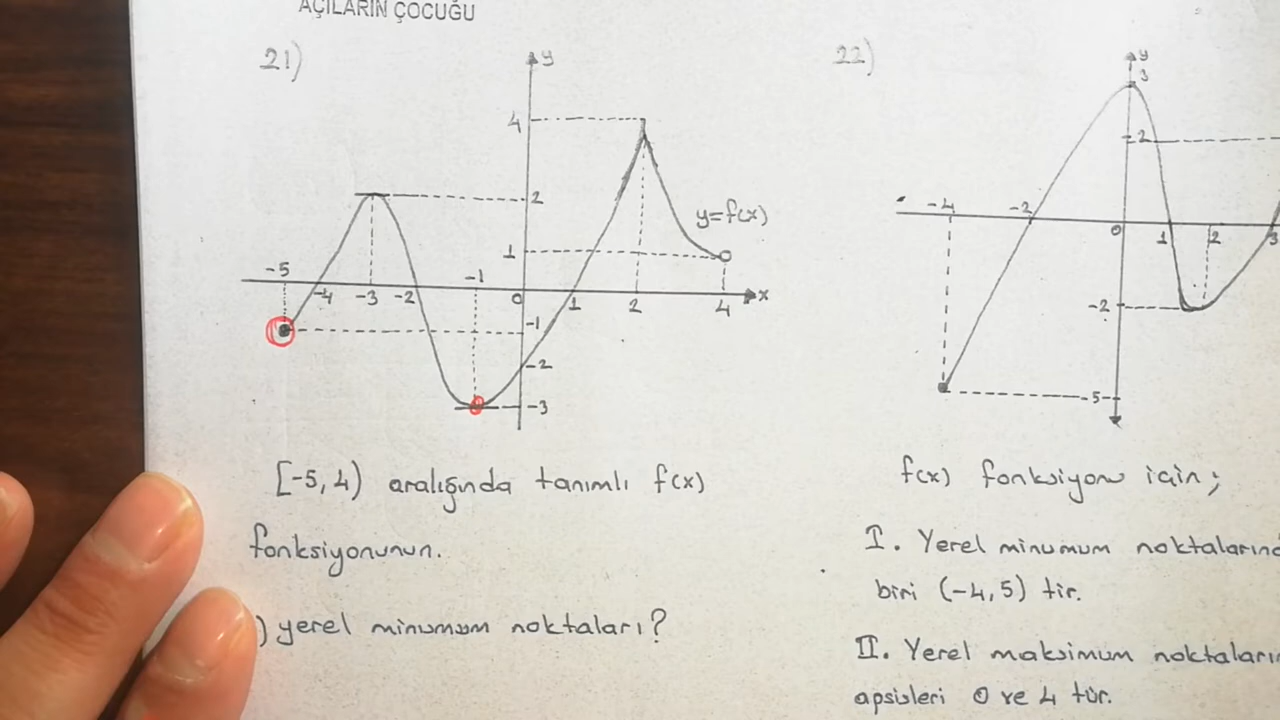 AÇILARIN ÇOCUĞU
21)
y
4
2
y=f(x)
1
-5
-1
-4 -3 -2 0 1 2 4 x
-1
-2
-3
[-5,4) aralığında tanımlı f(x)
fonksiyonunun.
) yerel minumum noktaları?
22)
y
3
2
-4 -2
0 1 2 3
-2
-5
f(x) fonksiyonu için;
I. Yerel minumum noktalarınd
biri (-4,5) tir.
II. Yerel maksimum noktaların
apsisleri 0 ve 4 tür.